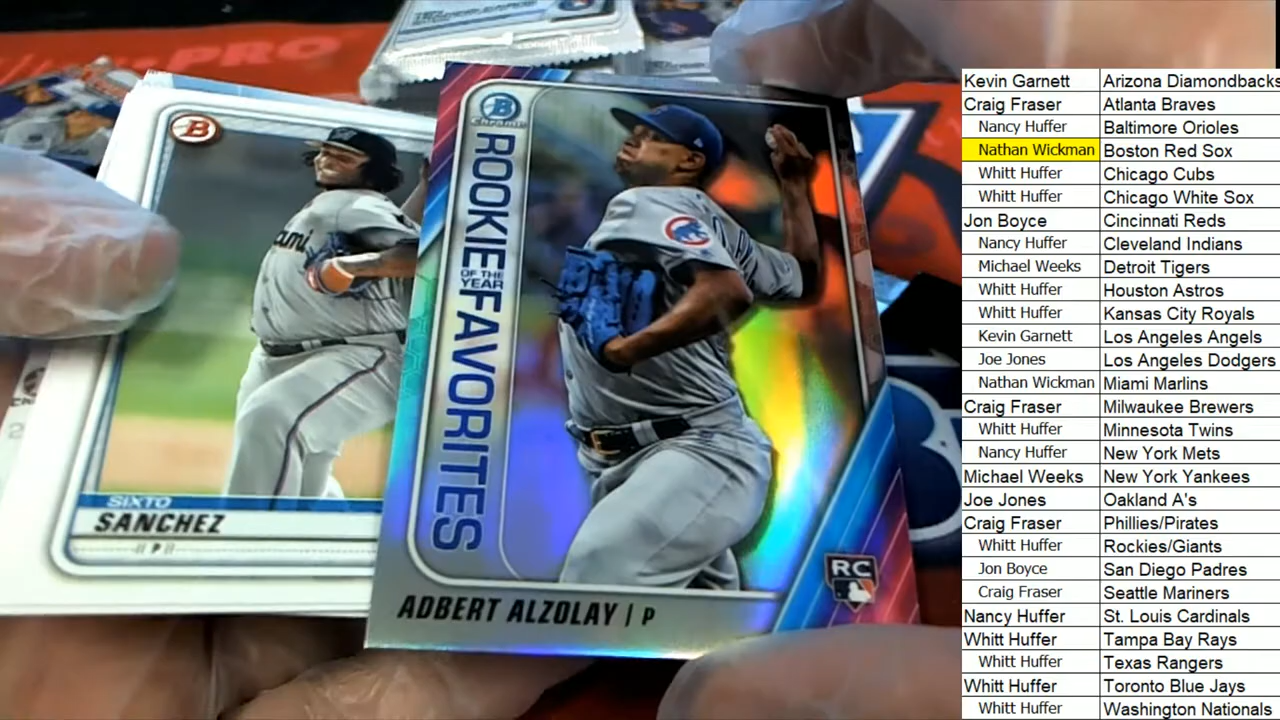 PRO
B
SIXTO
SANCHEZ
P
B
Chrome
ROOKIE
OF THE
YEAR
FAVORITES
ADBERT ALZOLAY | P
RC
Kevin Garnett Arizona Diamondbacks
Craig Fraser Atlanta Braves
Nancy Huffer Baltimore Orioles
Nathan Wickman Boston Red Sox
Whitt Huffer Chicago Cubs
Whitt Huffer Chicago White Sox
Jon Boyce Cincinnati Reds
Nancy Huffer Cleveland Indians
Michael Weeks Detroit Tigers
Whitt Huffer Houston Astros
Whitt Huffer Kansas City Royals
Kevin Garnett Los Angeles Angels
Joe Jones Los Angeles Dodgers
Nathan Wickman Miami Marlins
Craig Fraser Milwaukee Brewers
Whitt Huffer Minnesota Twins
Nancy Huffer New York Mets
Michael Weeks New York Yankees
Joe Jones Oakland A's
Craig Fraser Phillies/Pirates
Whitt Huffer Rockies/Giants
Jon Boyce San Diego Padres
Craig Fraser Seattle Mariners
Nancy Huffer St. Louis Cardinals
Whitt Huffer Tampa Bay Rays
Whitt Huffer Texas Rangers
Whitt Huffer Toronto Blue Jays
Whitt Huffer Washington Nationals